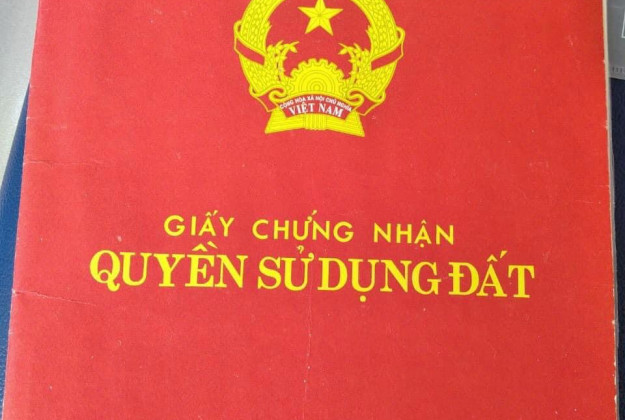 CỘNG HÒA XÃ HỘI CHỦ NGHĨA
VIỆT NAM
GIẤY CHỨNG NHẬN
QUYỀN SỬ DỤNG ĐẤT